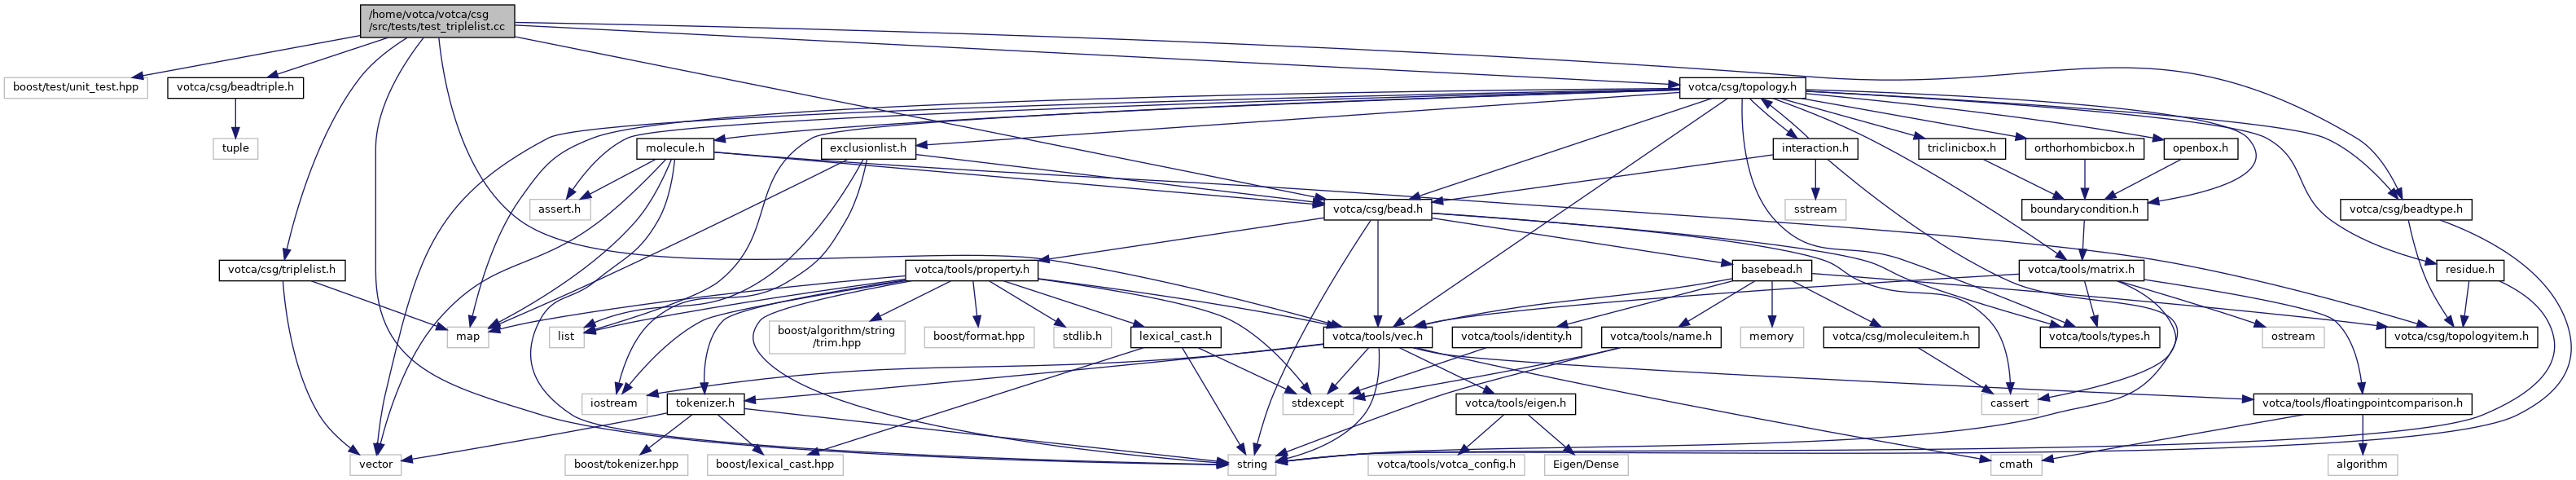 /home/votca/votca/csg
/src/tests/test_triplelist.cc
boost/test/unit_test.hpp
votca/csg/beadtriple.h
votca/csg/topology.h
tuple
molecule.h
exclusionlist.h
interaction.h
triclinicbox.h
orthorhombicbox.h
openbox.h
assert.h
votca/csg/bead.h
sstream
boundarycondition.h
votca/csg/beadtype.h
votca/csg/triplelist.h
votca/tools/property.h
basebead.h
votca/tools/matrix.h
residue.h
map
list
boost/algorithm/string
/trim.hpp
boost/format.hpp
stdlib.h
lexical_cast.h
votca/tools/vec.h
votca/tools/identity.h
votca/tools/name.h
memory
votca/csg/moleculeitem.h
votca/tools/types.h
ostream
votca/csg/topologyitem.h
iostream
tokenizer.h
stdexcept
votca/tools/eigen.h
cassert
votca/tools/floatingpointcomparison.h
vector
boost/tokenizer.hpp
boost/lexical_cast.hpp
string
votca/tools/votca_config.h
Eigen/Dense
cmath
algorithm